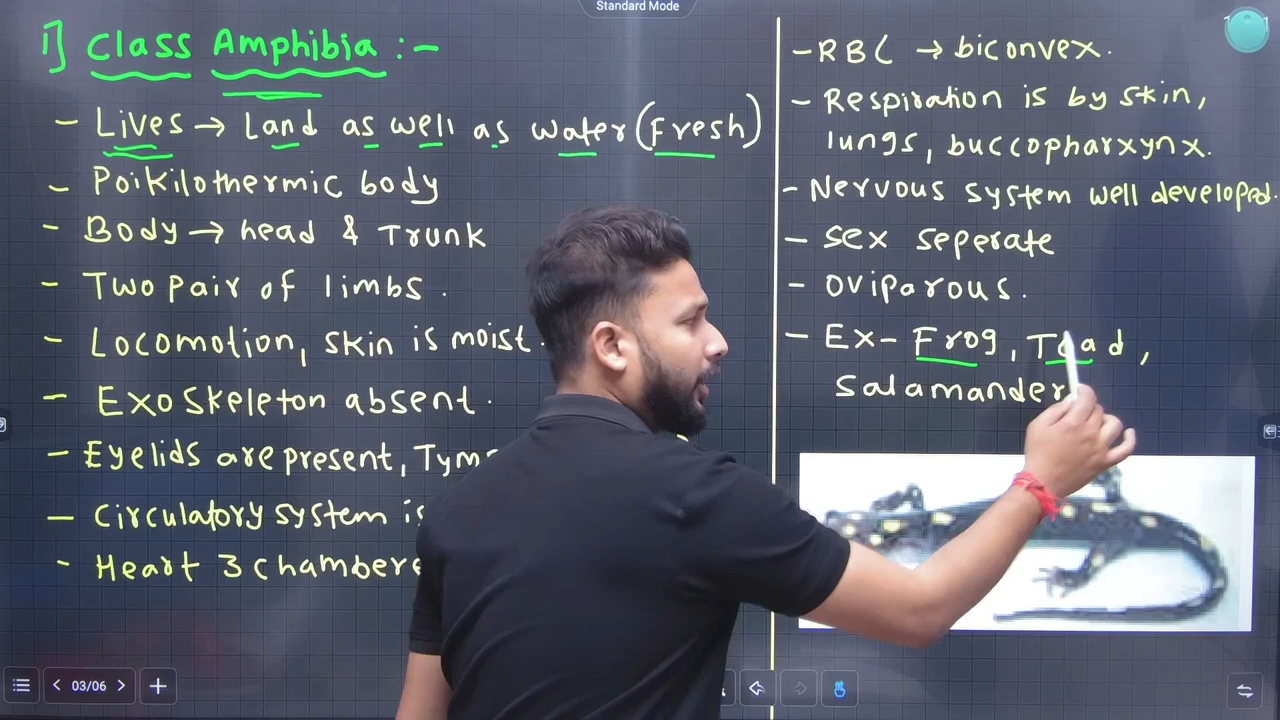 Standard Mode
i] Class Amphibia :-
- Lives → Land as well as water (Fresh)
- Poikilothermic body
- Body → head & Trunk
- Two pair of limbs.
- Locomotion, skin is moist.
- Exoskeleton absent.
- Eyelids are present,
- Circulatory system is
- Heart 3 chambere
- RBC → biconvex.
- Respiration is by skin,
lungs, buccopharxynx.
- Nervous system well developed.
- sex seperate
- oviparous.
- Ex- Frog, Toad,
Salamander
03/06